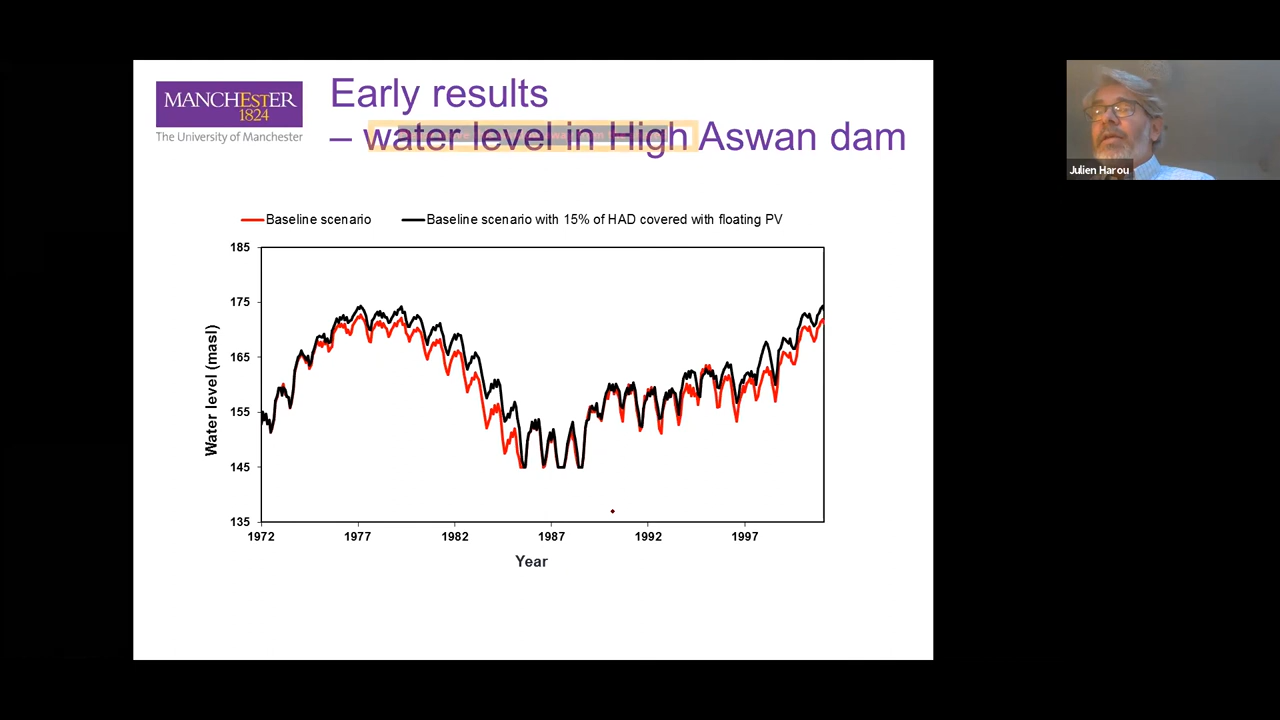 MANCHEstER
1824
The University of Manchester
Early results
– water level in High Aswan dam
Julien Harou
Baseline scenario
Baseline scenario with 15% of HAD covered with floating PV
185
175
165
155
145
135
Water level (masl)
1972
1977
1982
1987
1992
1997
Year